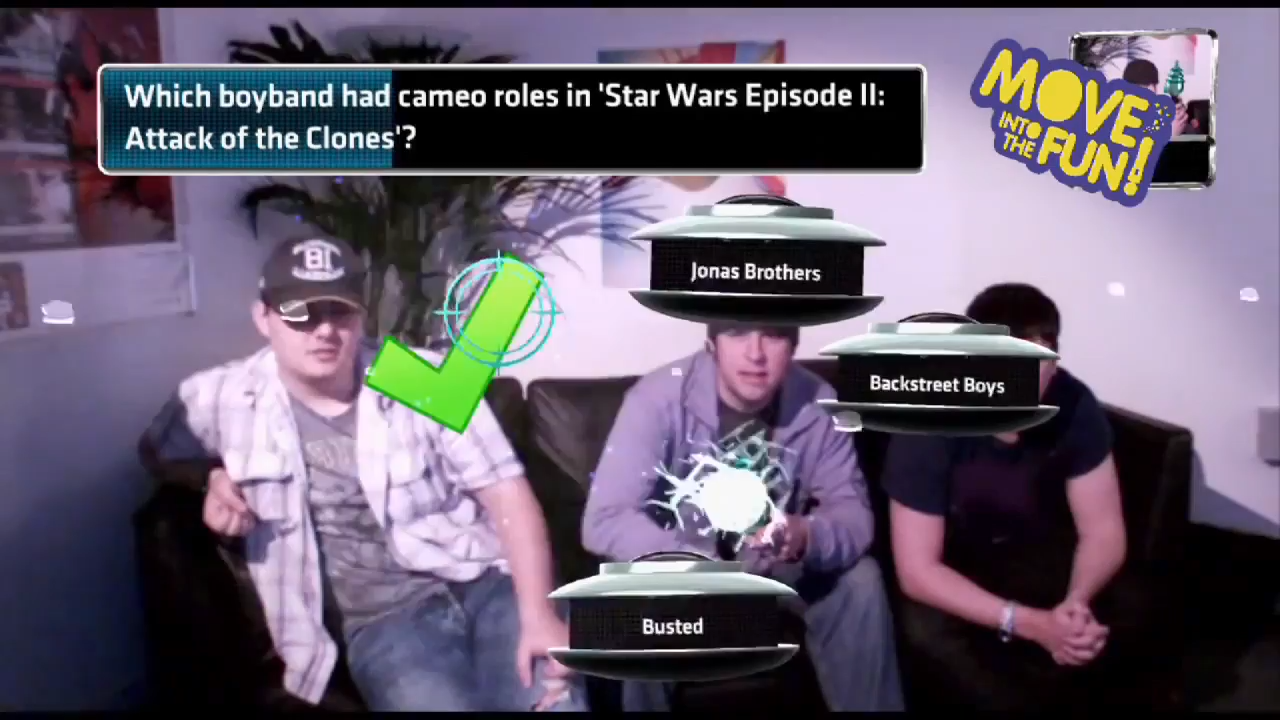 Which boyband had cameo roles in 'Star Wars Episode II:
Attack of the Clones'?
MOVE
INTO
THE FUN!
Jonas Brothers
Backstreet Boys
Busted